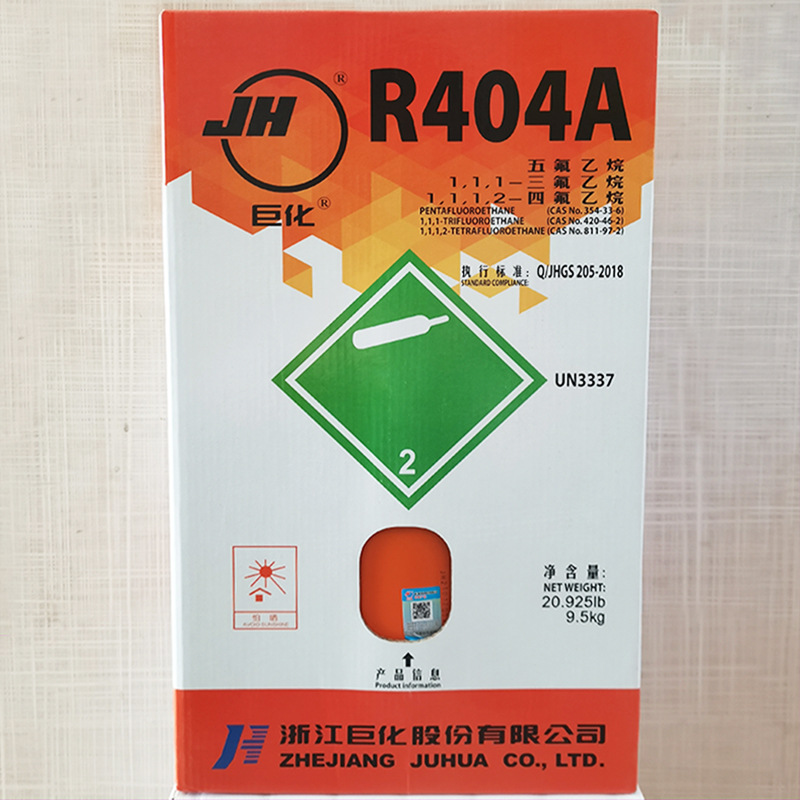 JH ®
R404A
巨化 ®
五氟乙烷
1,1,1-三氟乙烷
1,1,1,2-四氟乙烷
PENTAFLUOROETHANE (CAS No. 354-33-6)
1,1,1-TRIFLUOROETHANE (CAS No. 420-46-2)
1,1,1,2-TETRAFLUOROETHANE (CAS No. 811-97-2)
执行标准: Q/JHGS 205-2018
STANDARD COMPLIANCE:
UN3337
2
怕晒
净含量:
NET WEIGHT:
20.925lb
9.5kg
产品信息
Product information
浙江巨化股份有限公司
ZHEJIANG JUHUA CO., LTD.